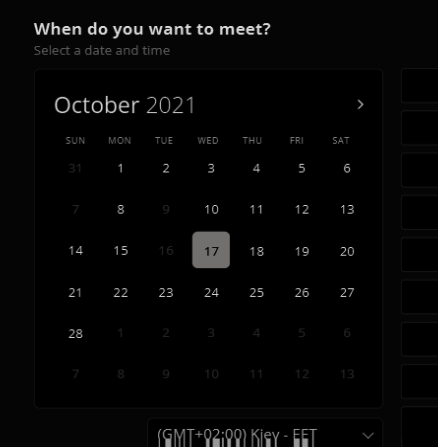 When do you want to meet?
Select a date and time
October 2021
SUN MON TUE WED THU FRI SAT
31 1 2 3 4 5 6
7 8 9 10 11 12 13
14 15 16 17 18 19 20
21 22 23 24 25 26 27
28 1 2 3 4 5 6
7 8 9 10 11 12 13
(GMT+02:00) Kiev - EET